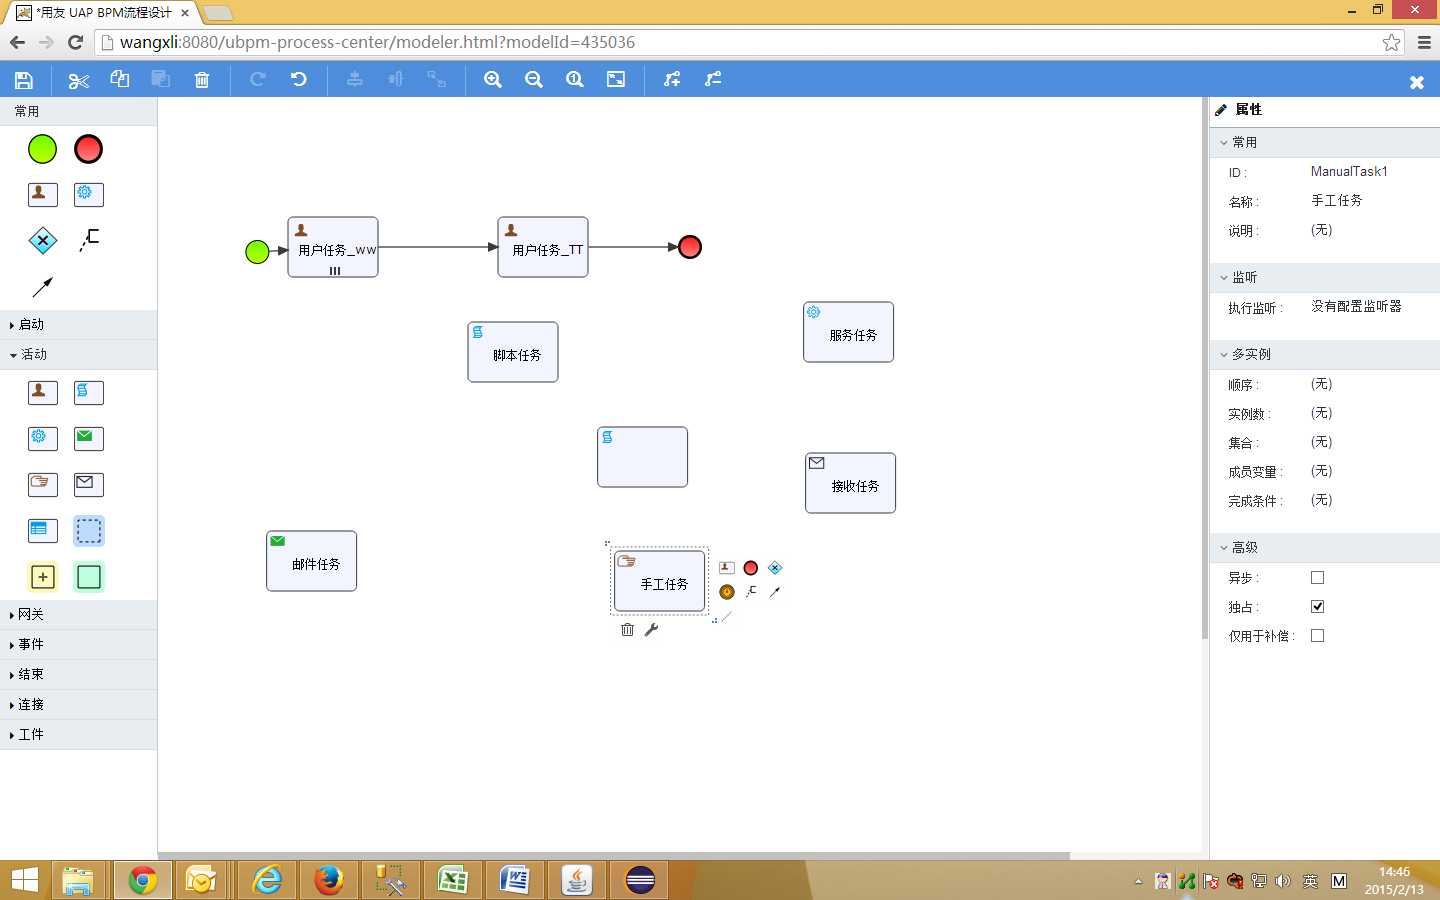 *用友 UAP BPM流程设计
wangxli:8080/ubpm-process-center/modeler.html?modelId=435036
常用
启动
活动
网关
事件
结束
连接
工件
用户任务_ww
用户任务_TT
脚本任务
服务任务
接收任务
邮件任务
手工任务
属性
常用
ID : ManualTask1
名称 : 手工任务
说明 : (无)
监听
执行监听 : 没有配置监听器
多实例
顺序 : (无)
实例数 : (无)
集合 : (无)
成员变量 : (无)
完成条件 : (无)
高级
异步 :
独占 :
仅用于补偿 :
英 M
14:46
2015/2/13